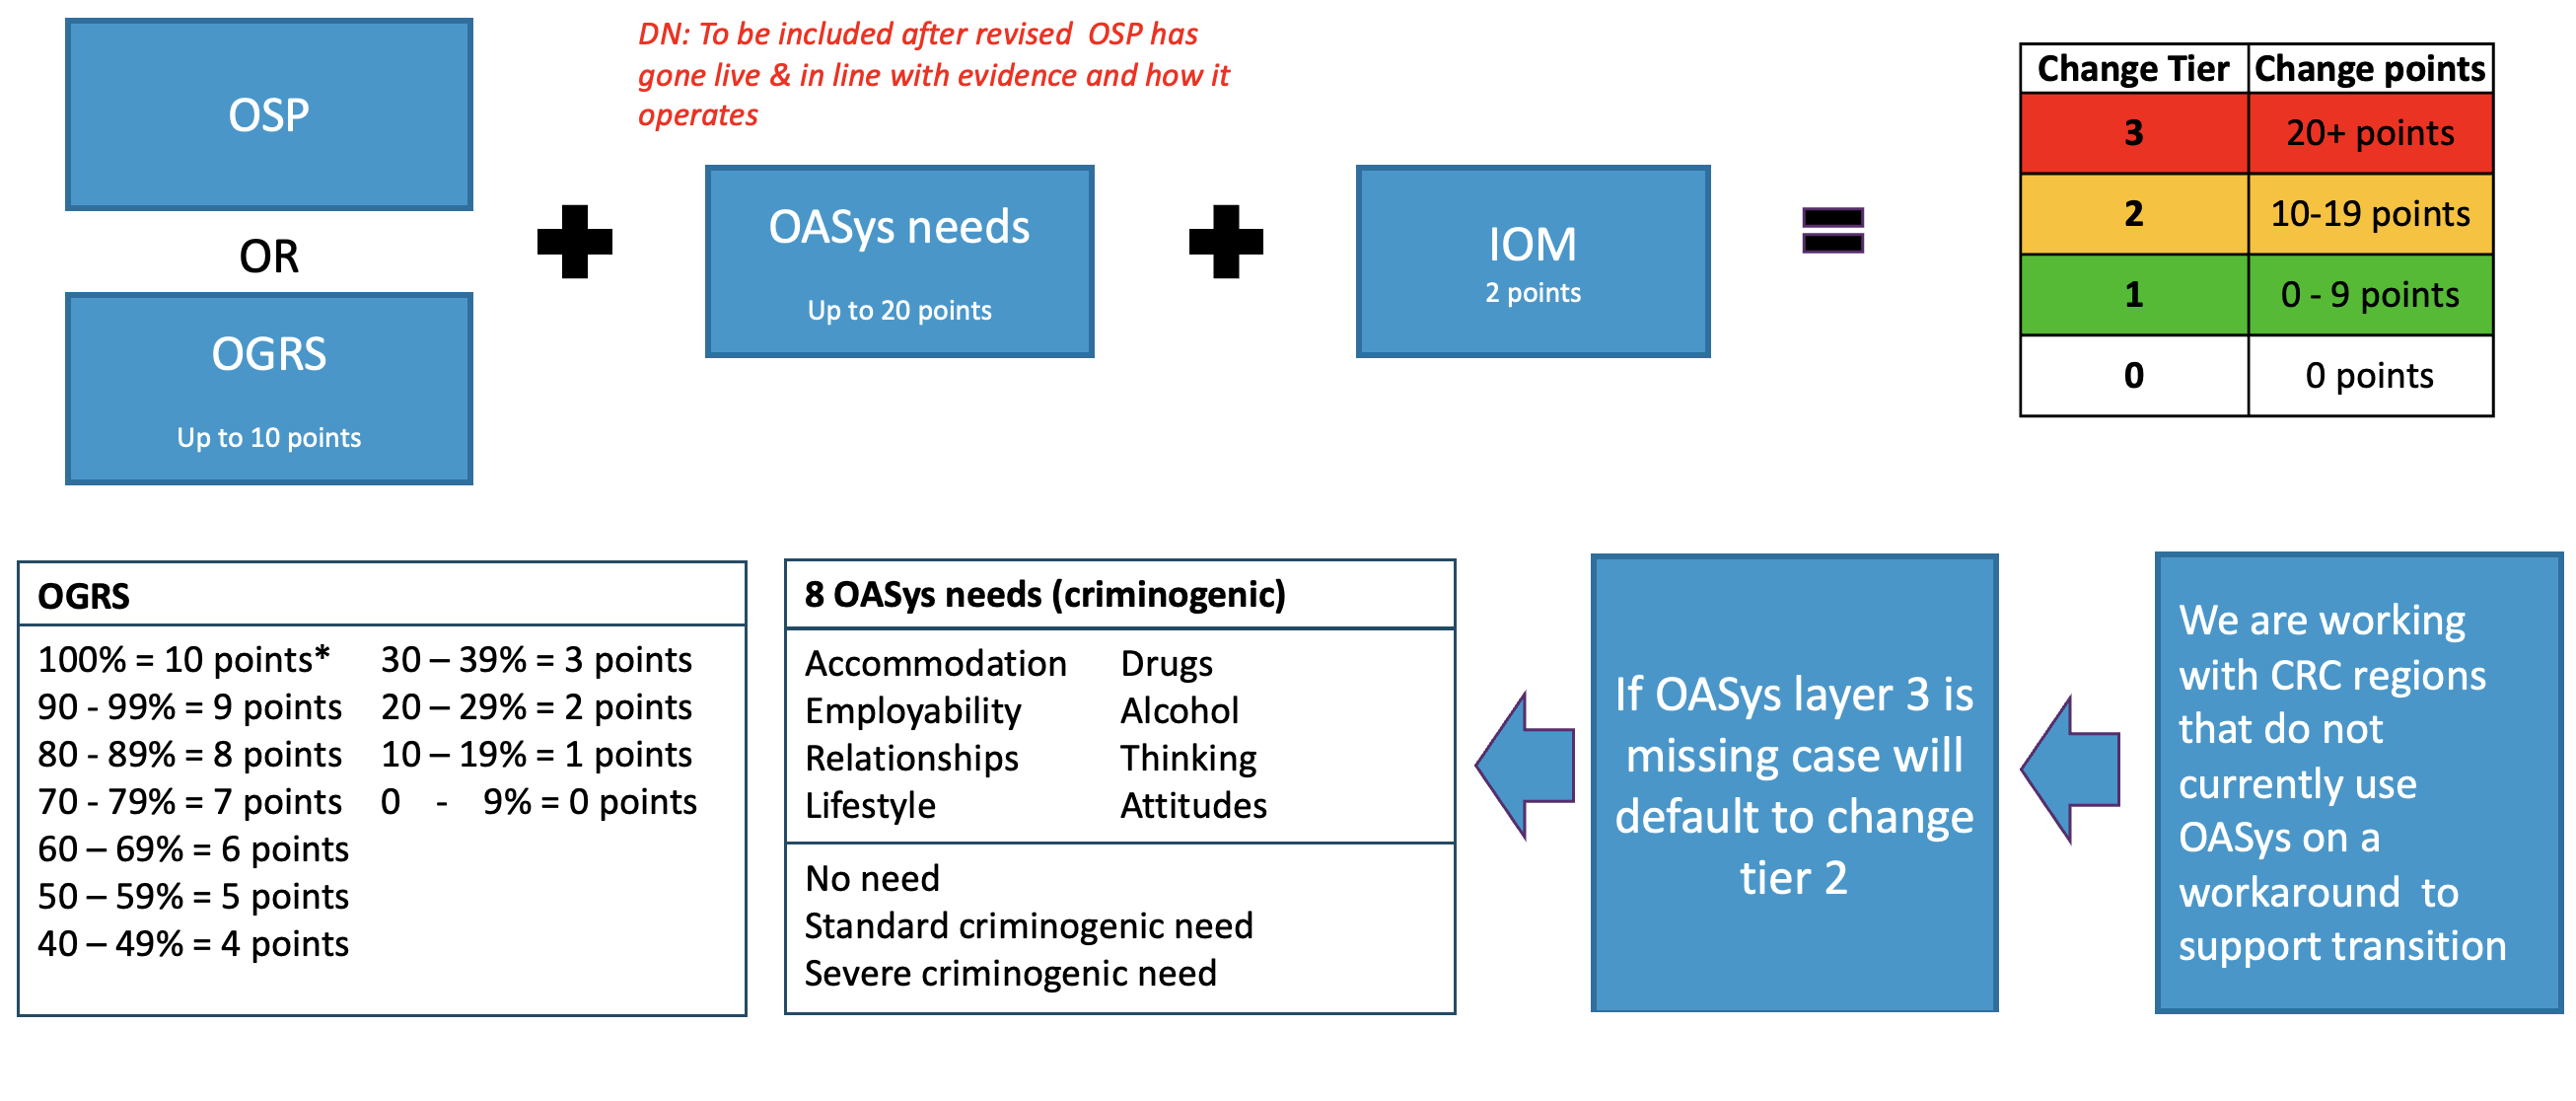 OSP
OR
OGRS
Up to 10 points
DN: To be included after revised  OSP has
gone live & in line with evidence and how it
operates
OASys needs
Up to 20 points
IOM
2 points
Change Tier Change points
3 20+ points
2 10-19 points
1 0 - 9 points
0 0 points
OGRS
100% = 10 points* 30 – 39% = 3 points
90 - 99% = 9 points 20 – 29% = 2 points
80 - 89% = 8 points 10 – 19% = 1 points
70 - 79% = 7 points 0 - 9% = 0 points
60 – 69% = 6 points
50 – 59% = 5 points
40 – 49% = 4 points
8 OASys needs (criminogenic)
Accommodation Drugs
Employability Alcohol
Relationships Thinking
Lifestyle Attitudes
No need
Standard criminogenic need
Severe criminogenic need
If OASys layer 3 is
missing case will
default to change
tier 2
We are working
with CRC regions
that do not
currently use
OASys on a
workaround  to
support transition